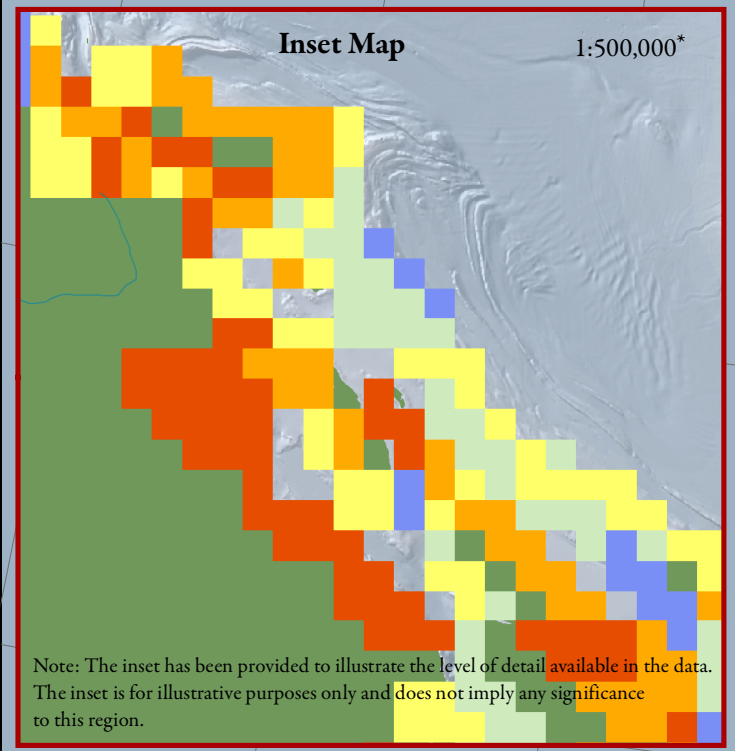 Inset Map
1:500,000*
Note: The inset has been provided to illustrate the level of detail available in the data.
The inset is for illustrative purposes only and does not imply any significance
to this region.